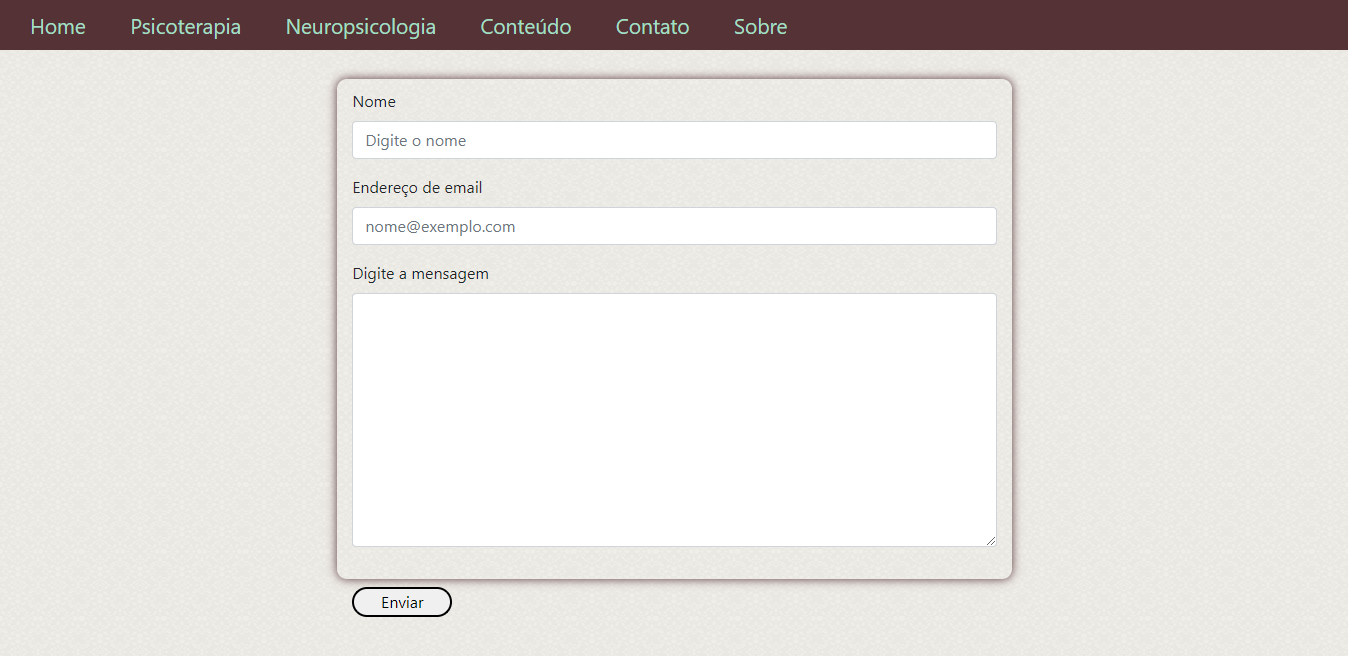 Home Psicoterapia Neuropsicologia Conteúdo Contato Sobre
Nome
Digite o nome
Endereço de email
nome@exemplo.com
Digite a mensagem
Enviar